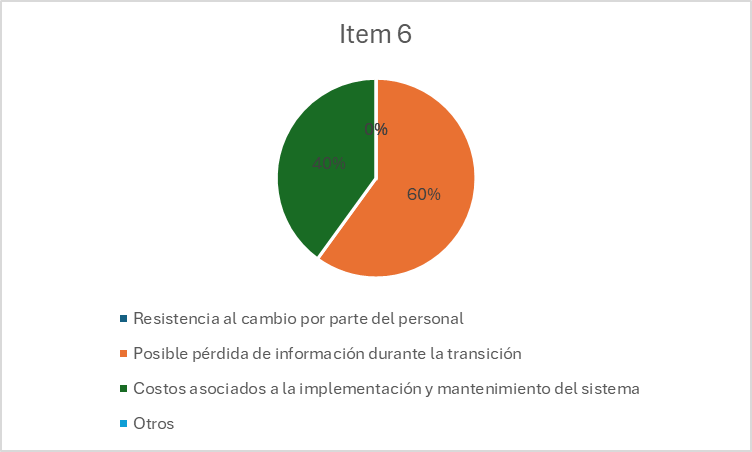 Item 6
0%
40%
60%
Resistencia al cambio por parte del personal
Posible pérdida de información durante la transición
Costos asociados a la implementación y mantenimiento del sistema
Otros